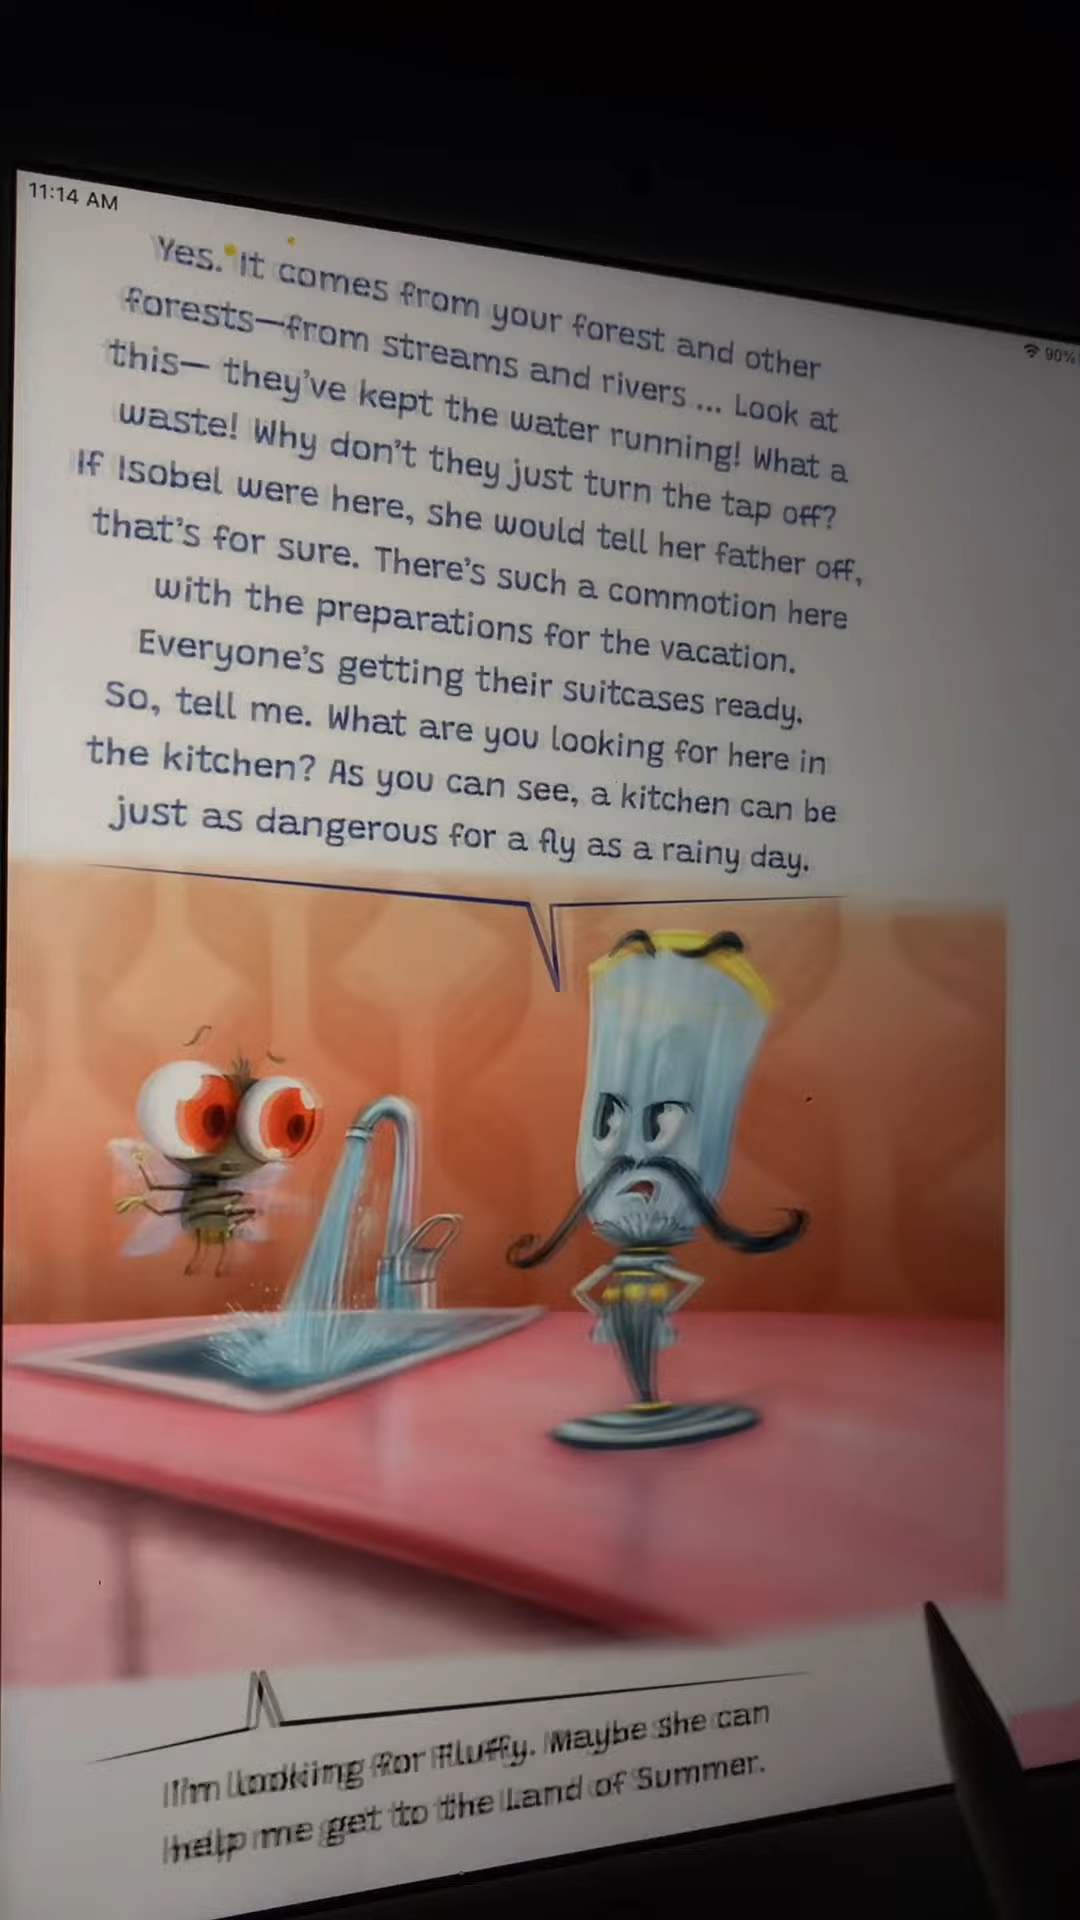 11:14 AM
90%
Yes. It comes from your forest and other
forests—from streams and rivers ... Look at
this— they've kept the water running! What a
waste! Why don't they just turn the tap off?
If Isobel were here, she would tell her father off,
that's for sure. There's such a commotion here
with the preparations for the vacation.
Everyone's getting their suitcases ready.
So, tell me. What are you looking for here in
the kitchen? As you can see, a kitchen can be
just as dangerous for a fly as a rainy day.
I'm looking for Fluffy. Maybe she can
help me get to the Land of Summer.